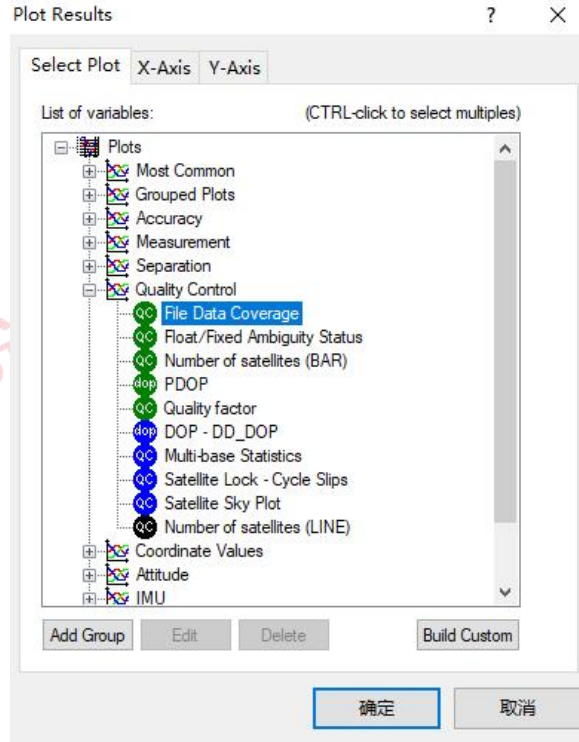 Plot Results ? ×
Select Plot X-Axis Y-Axis
List of variables: (CTRL-click to select multiples)
Plots
Most Common
Grouped Plots
Accuracy
Measurement
Separation
Quality Control
QC File Data Coverage
QC Float/Fixed Ambiguity Status
QC Number of satellites (BAR)
dop PDOP
QC Quality factor
dop DOP - DD_DOP
QC Multi-base Statistics
QC Satellite Lock - Cycle Slips
QC Satellite Sky Plot
QC Number of satellites (LINE)
Coordinate Values
Attitude
IMU
Add Group Edit Delete Build Custom
确定 取消